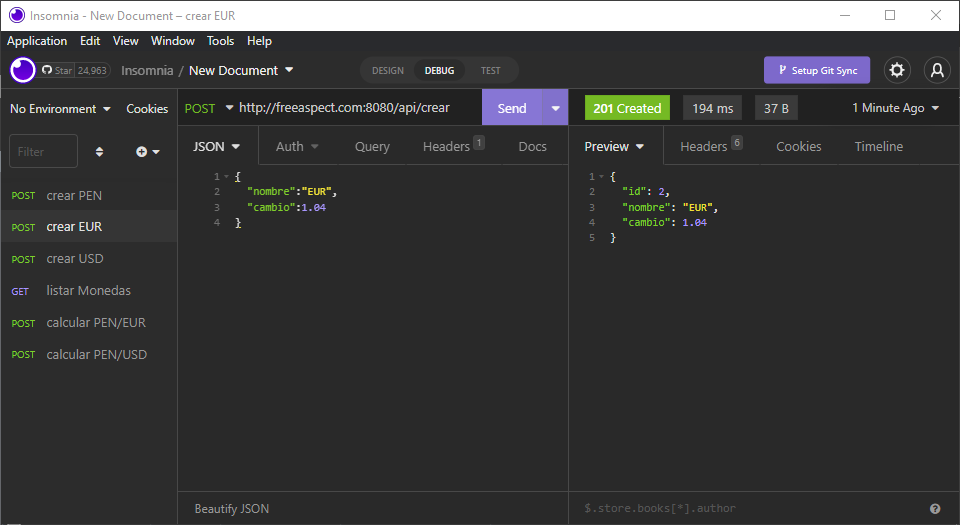 Insomnia - New Document – crear EUR
Application Edit View Window Tools Help
Star 24,963 Insomnia / New Document DESIGN DEBUG TEST Setup Git Sync
No Environment Cookies
POST http://freeaspect.com:8080/api/crear Send
201 Created 194 ms 37 B 1 Minute Ago
Filter
JSON Auth Query Headers 1 Docs
Preview Headers 6 Cookies Timeline
POST crear PEN
POST crear EUR
POST crear USD
GET listar Monedas
POST calcular PEN/EUR
POST calcular PEN/USD
1 {
2 "nombre":"EUR",
3 "cambio":1.04
4 }
1 {
2 "id": 2,
3 "nombre": "EUR",
4 "cambio": 1.04
5 }
Beautify JSON
$.store.books[*].author ?